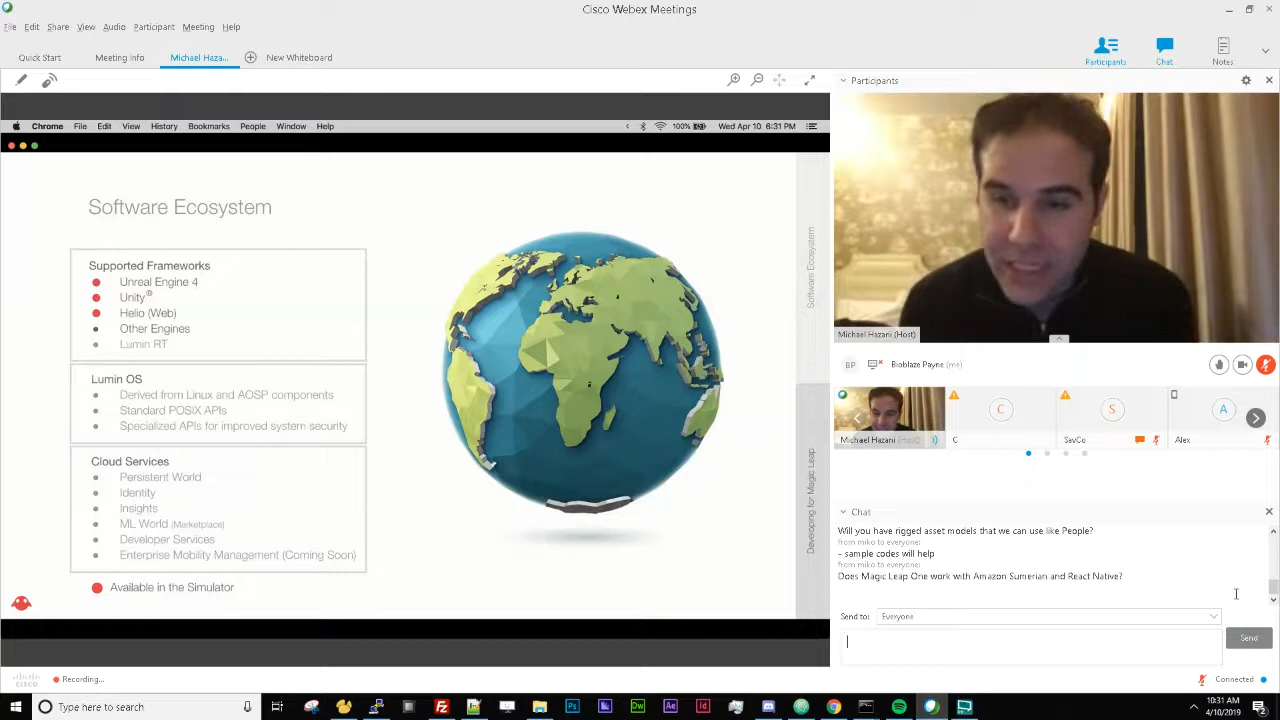 Cisco Webex Meetings
File Edit Share View Audio Participant Meeting Help
Quick Start
Meeting Info
Michael Haza...
New Whiteboard
Participants
Chat
Notes
Participants
Chrome File Edit View History Bookmarks People Window Help
100%
Wed Apr 10 6:31 PM
Software Ecosystem
Supported Frameworks
Unreal Engine 4
Unity®
Helio (Web)
Other Engines
Lumin RT
Lumin OS
Derived from Linux and AOSP components
Standard POSIX APIs
Specialized APIs for improved system security
Cloud Services
Persistent World
Identity
Insights
ML World (Marketplace)
Developer Services
Enterprise Mobility Management (Coming Soon)
Available in the Simulator
Software Ecosystem
Developing for Magic Leap
Michael Hazani (Host)
BP
Bioblaze Payne (me)
Michael Hazani (Host)
C
C
S
SavCo
A
Alex
Chat
Will you have rigged asset models that we can use like People?
from miko to everyone:
- sample codes will help
from miko to everyone:
Does Magic Leap One work with Amazon Sumerian and React Native?
Send to:
Everyone
Send
cisco
Recording...
Connected
Type here to search
Ps
Dw
Ae
Id
Fz
10:31 AM
4/10/2019